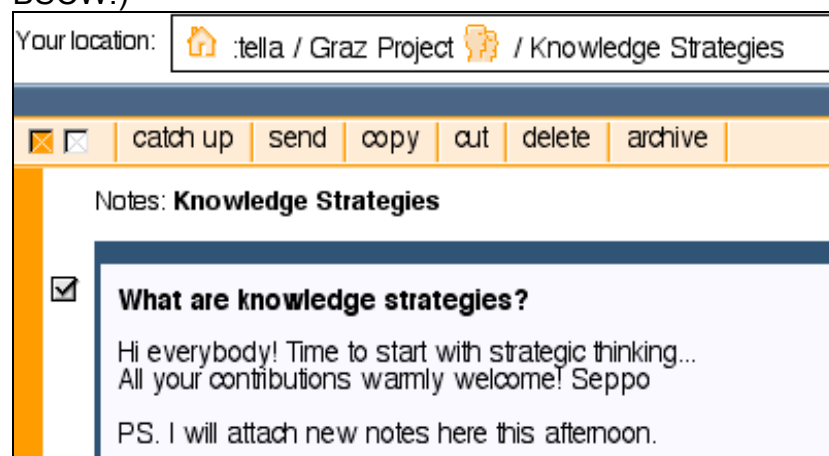 BSCW!)
Your location: :tella / Graz Project / Knowledge Strategies
catch up send copy cut delete archive
Notes: Knowledge Strategies
What are knowledge strategies?
Hi everybody! Time to start with strategic thinking...
All your contributions warmly welcome! Seppo
PS. I will attach new notes here this afternoon.